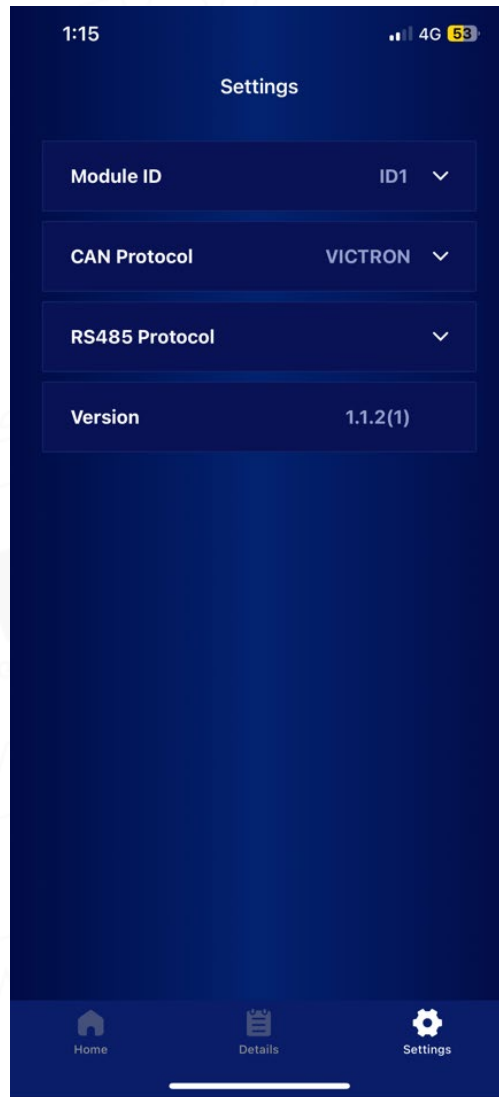 1:15 4G 53
Settings
Module ID ID1
CAN Protocol VICTRON
RS485 Protocol
Version 1.1.2(1)
Home Details Settings